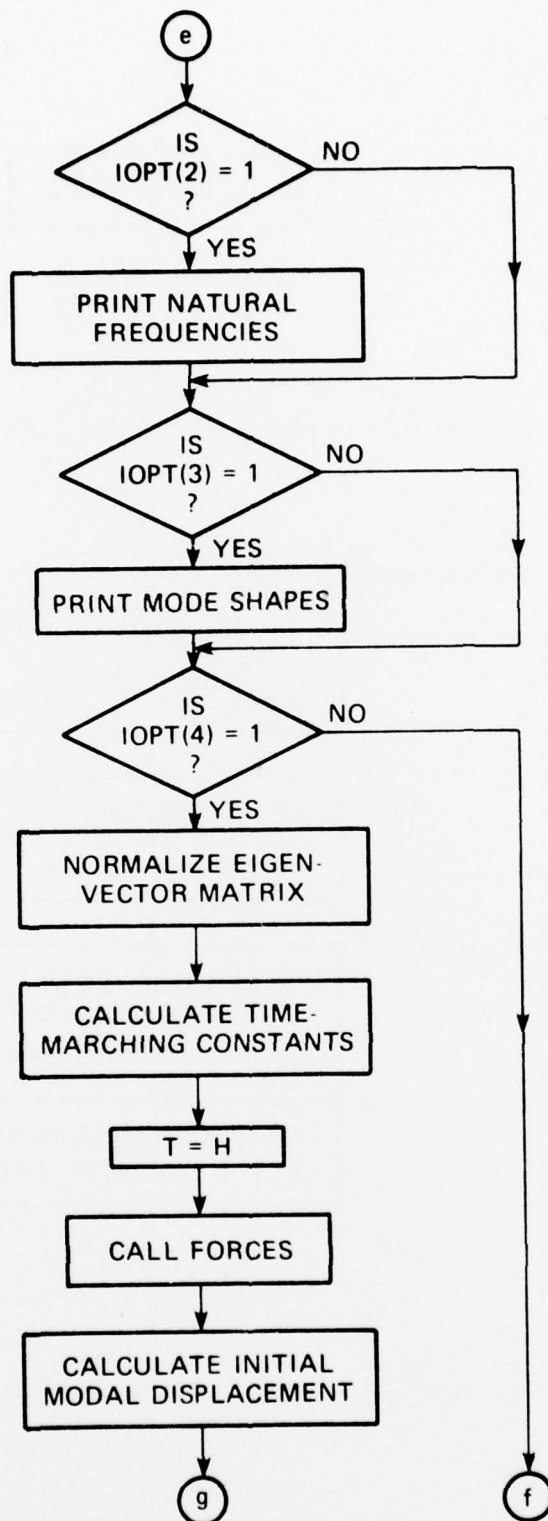 e
IS
IOPT(2) = 1
?
NO
YES
PRINT NATURAL
FREQUENCIES
IS
IOPT(3) = 1
?
NO
YES
PRINT MODE SHAPES
IS
IOPT(4) = 1
?
NO
YES
NORMALIZE EIGEN-
VECTOR MATRIX
CALCULATE TIME-
MARCHING CONSTANTS
T = H
CALL FORCES
CALCULATE INITIAL
MODAL DISPLACEMENT
g
f